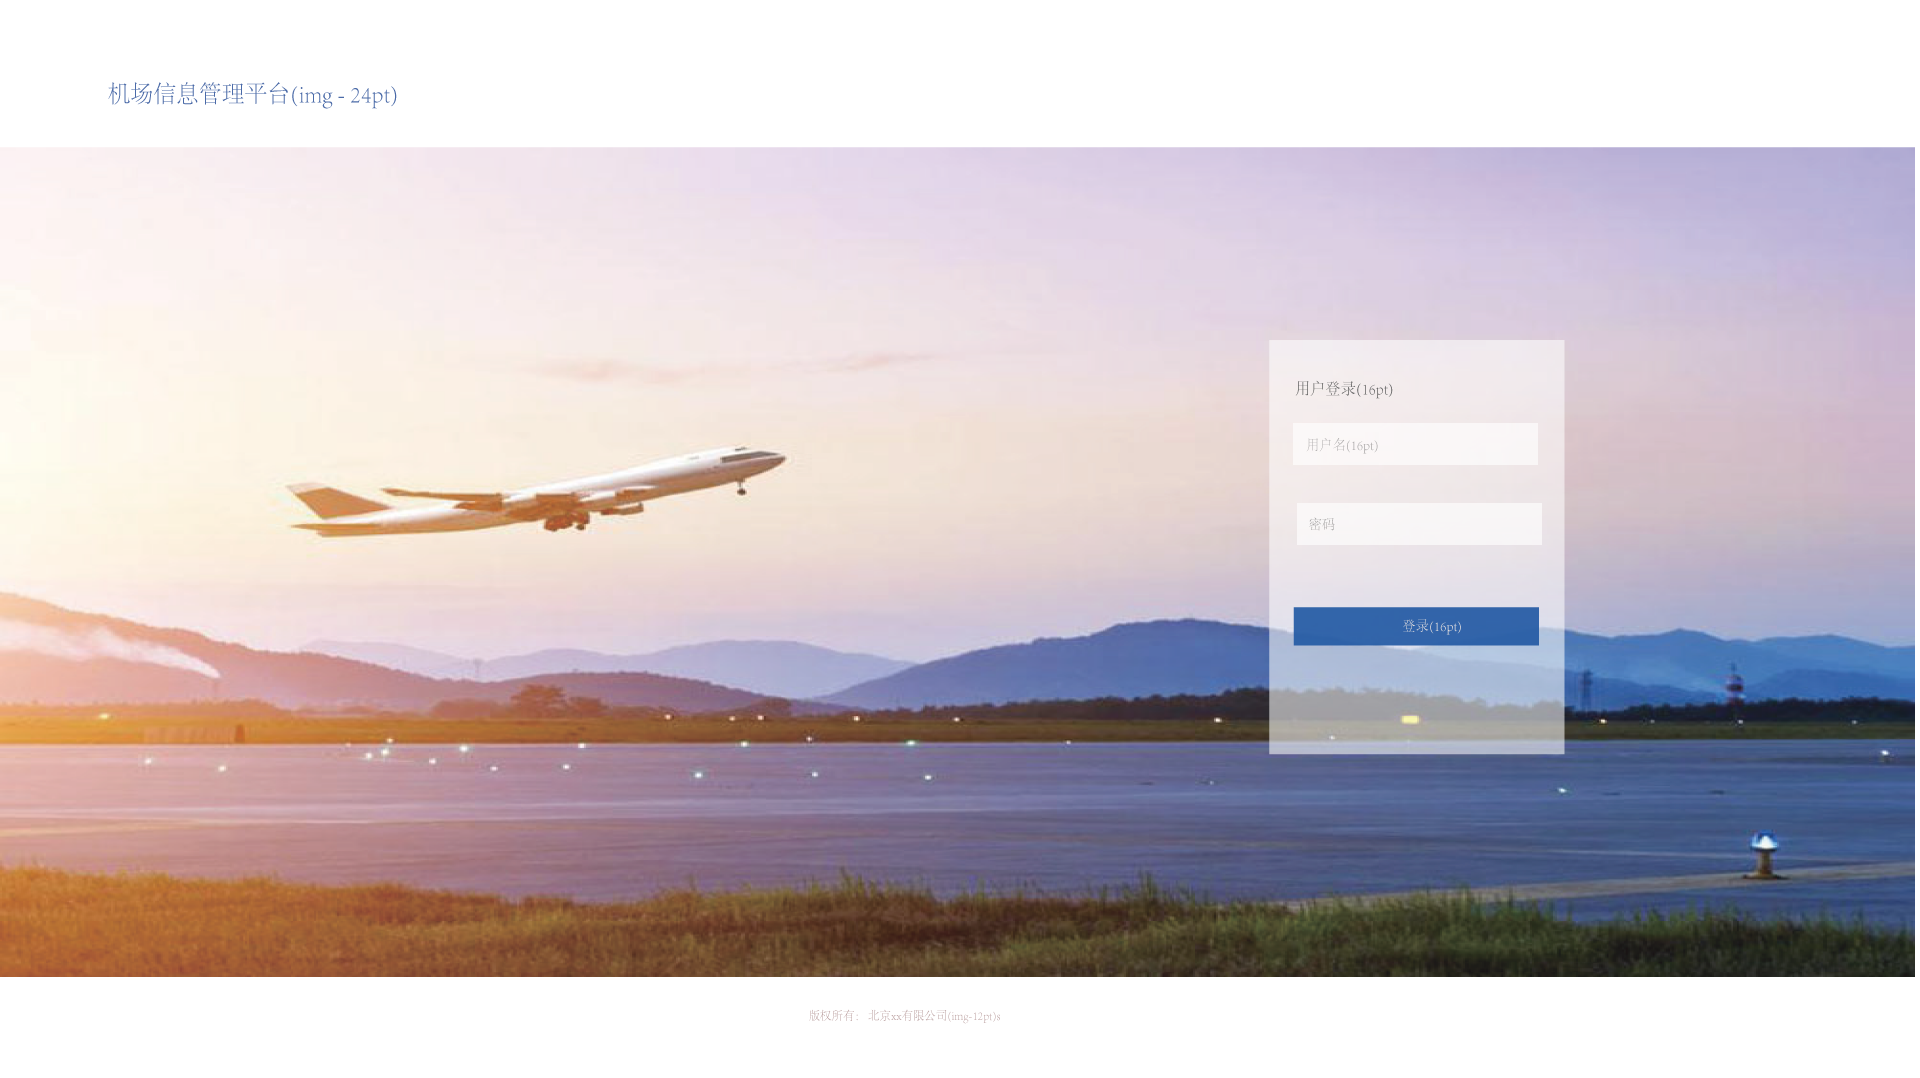 机场信息管理平台(img - 24pt)
用户登录(16pt)
用户名(16pt)
密码
登录(16pt)
版权所有： 北京xx有限公司(img-12pt)s